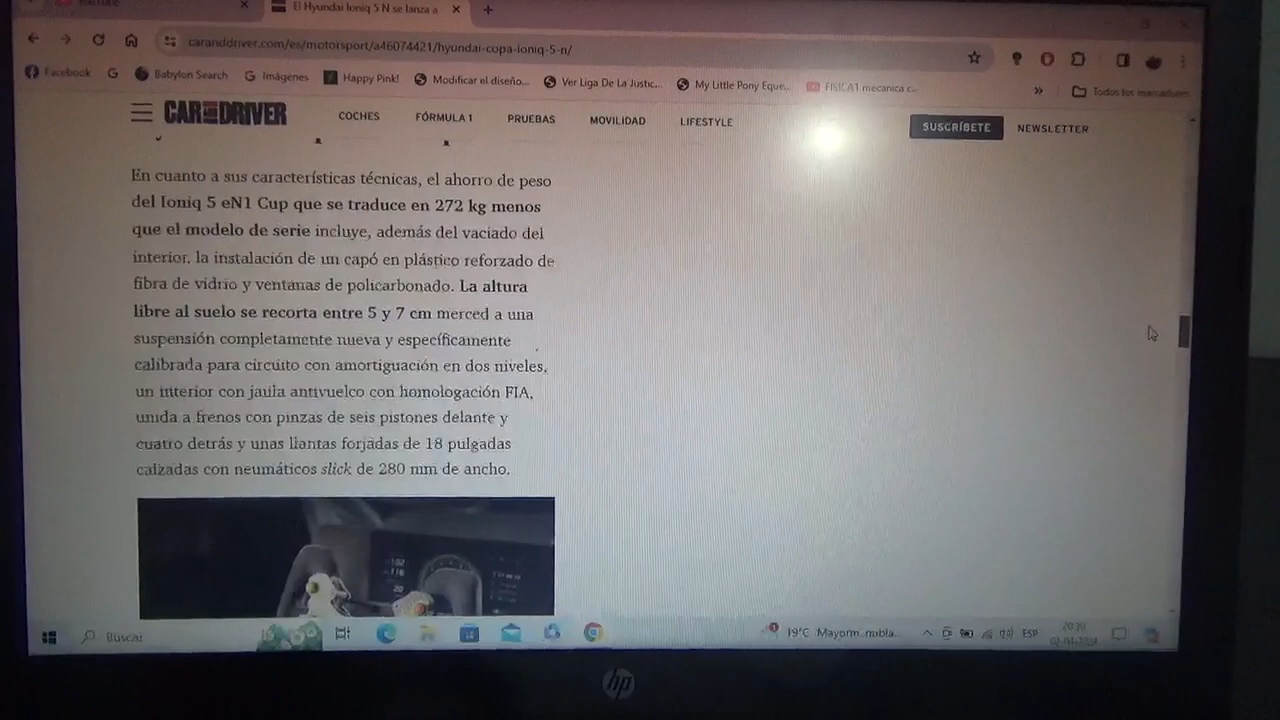 El Hyundai Ioniq 5 N se lanza a
caranddriver.com/es/motorsport/a46074421/hyundai-copa-ioniq-5-n/
Facebook Babylon Search Imágenes Happy Pink! Modificar el diseño... Ver Liga De La Justic... My Little Pony Eque... FISICA1 mecanica c... » Todos los marcadores
CAR AND DRIVER COCHES FÓRMULA 1 PRUEBAS MOVILIDAD LIFESTYLE SUSCRÍBETE NEWSLETTER
En cuanto a sus características técnicas, el ahorro de peso
del Ioniq 5 eN1 Cup que se traduce en 272 kg menos
que el modelo de serie incluye, además del vaciado del
interior, la instalación de un capó en plástico reforzado de
fibra de vidrio y ventanas de policarbonado. La altura
libre al suelo se recorta entre 5 y 7 cm merced a una
suspensión completamente nueva y específicamente
calibrada para circuito con amortiguación en dos niveles,
un interior con jaula antivuelco con homologación FIA,
unida a frenos con pinzas de seis pistones delante y
cuatro detrás y unas llantas forjadas de 18 pulgadas
calzadas con neumáticos slick de 280 mm de ancho.
Buscar 19°C Mayorm. nubla... ESP
hp